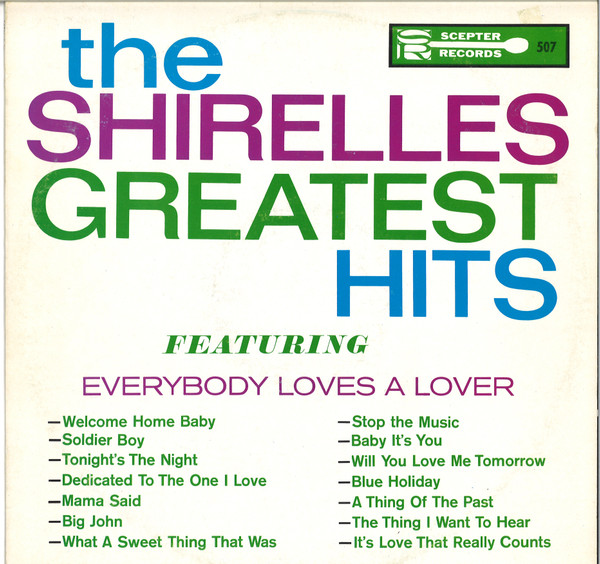 SCEPTER
RECORDS
507
the
SHIRELLES
GREATEST
HITS
FEATURING
EVERYBODY LOVES A LOVER
—Welcome Home Baby
—Soldier Boy
—Tonight's The Night
—Dedicated To The One I Love
—Mama Said
—Big John
—What A Sweet Thing That Was
—Stop the Music
—Baby It's You
—Will You Love Me Tomorrow
—Blue Holiday
—A Thing Of The Past
—The Thing I Want To Hear
—It's Love That Really Counts